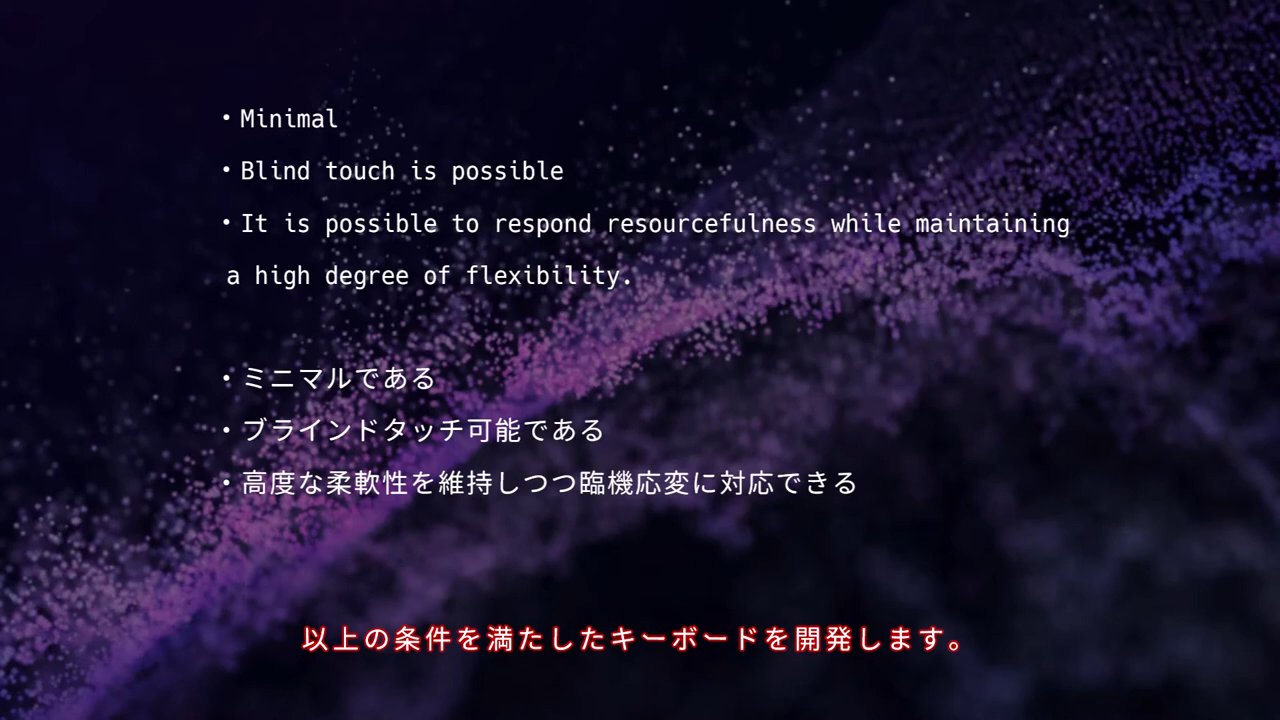 ・Minimal
・Blind touch is possible
・It is possible to respond resourcefulness while maintaining
a high degree of flexibility.
・ミニマルである
・ブラインドタッチ可能である
・高度な柔軟性を維持しつつ臨機応変に対応できる
以上の条件を満たしたキーボードを開発します。